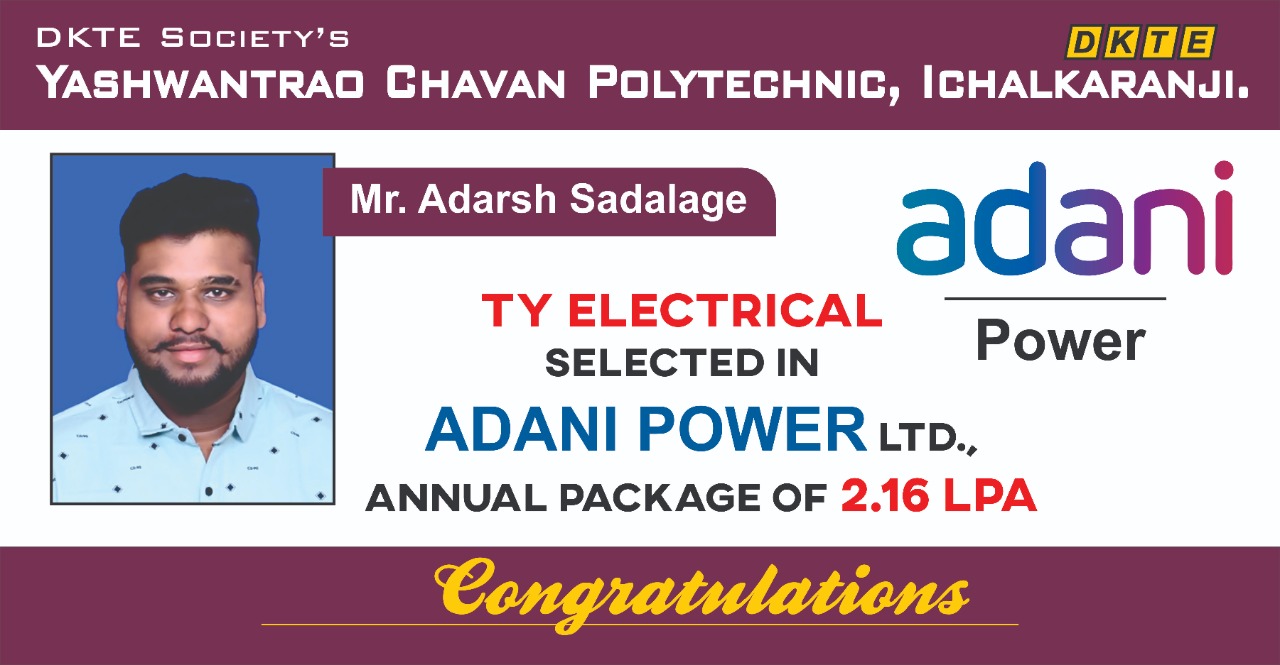 DKTE SOCIETY'S
DKTE
YASHWANTRAO CHAVAN POLYTECHNIC, ICHALKARANJI.
Mr. Adarsh Sadalage
adani
Power
TY ELECTRICAL
SELECTED IN
ADANI POWER LTD.,
ANNUAL PACKAGE OF 2.16 LPA
Congratulations